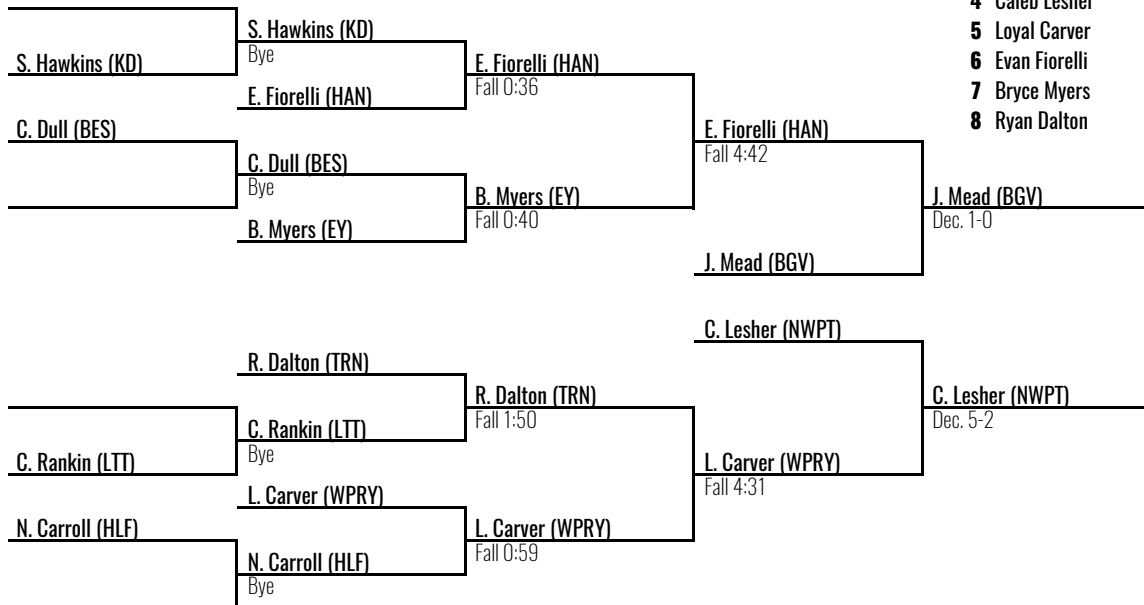 4 Caleb Lesher
S. Hawkins (KD)
5 Loyal Carver
S. Hawkins (KD)
Bye
E. Fiorelli (HAN)
6 Evan Fiorelli
Fall 0:36
E. Fiorelli (HAN)
7 Bryce Myers
C. Dull (BES)
E. Fiorelli (HAN)
8 Ryan Dalton
Fall 4:42
C. Dull (BES)
Bye
B. Myers (EY)
J. Mead (BGV)
Fall 0:40
Dec. 1-0
B. Myers (EY)
J. Mead (BGV)
C. Lesher (NWPT)
R. Dalton (TRN)
R. Dalton (TRN)
C. Lesher (NWPT)
Fall 1:50
Dec. 5-2
C. Rankin (LTT)
Bye
C. Rankin (LTT)
L. Carver (WPRY)
Fall 4:31
L. Carver (WPRY)
N. Carroll (HLF)
L. Carver (WPRY)
Fall 0:59
N. Carroll (HLF)
Bye